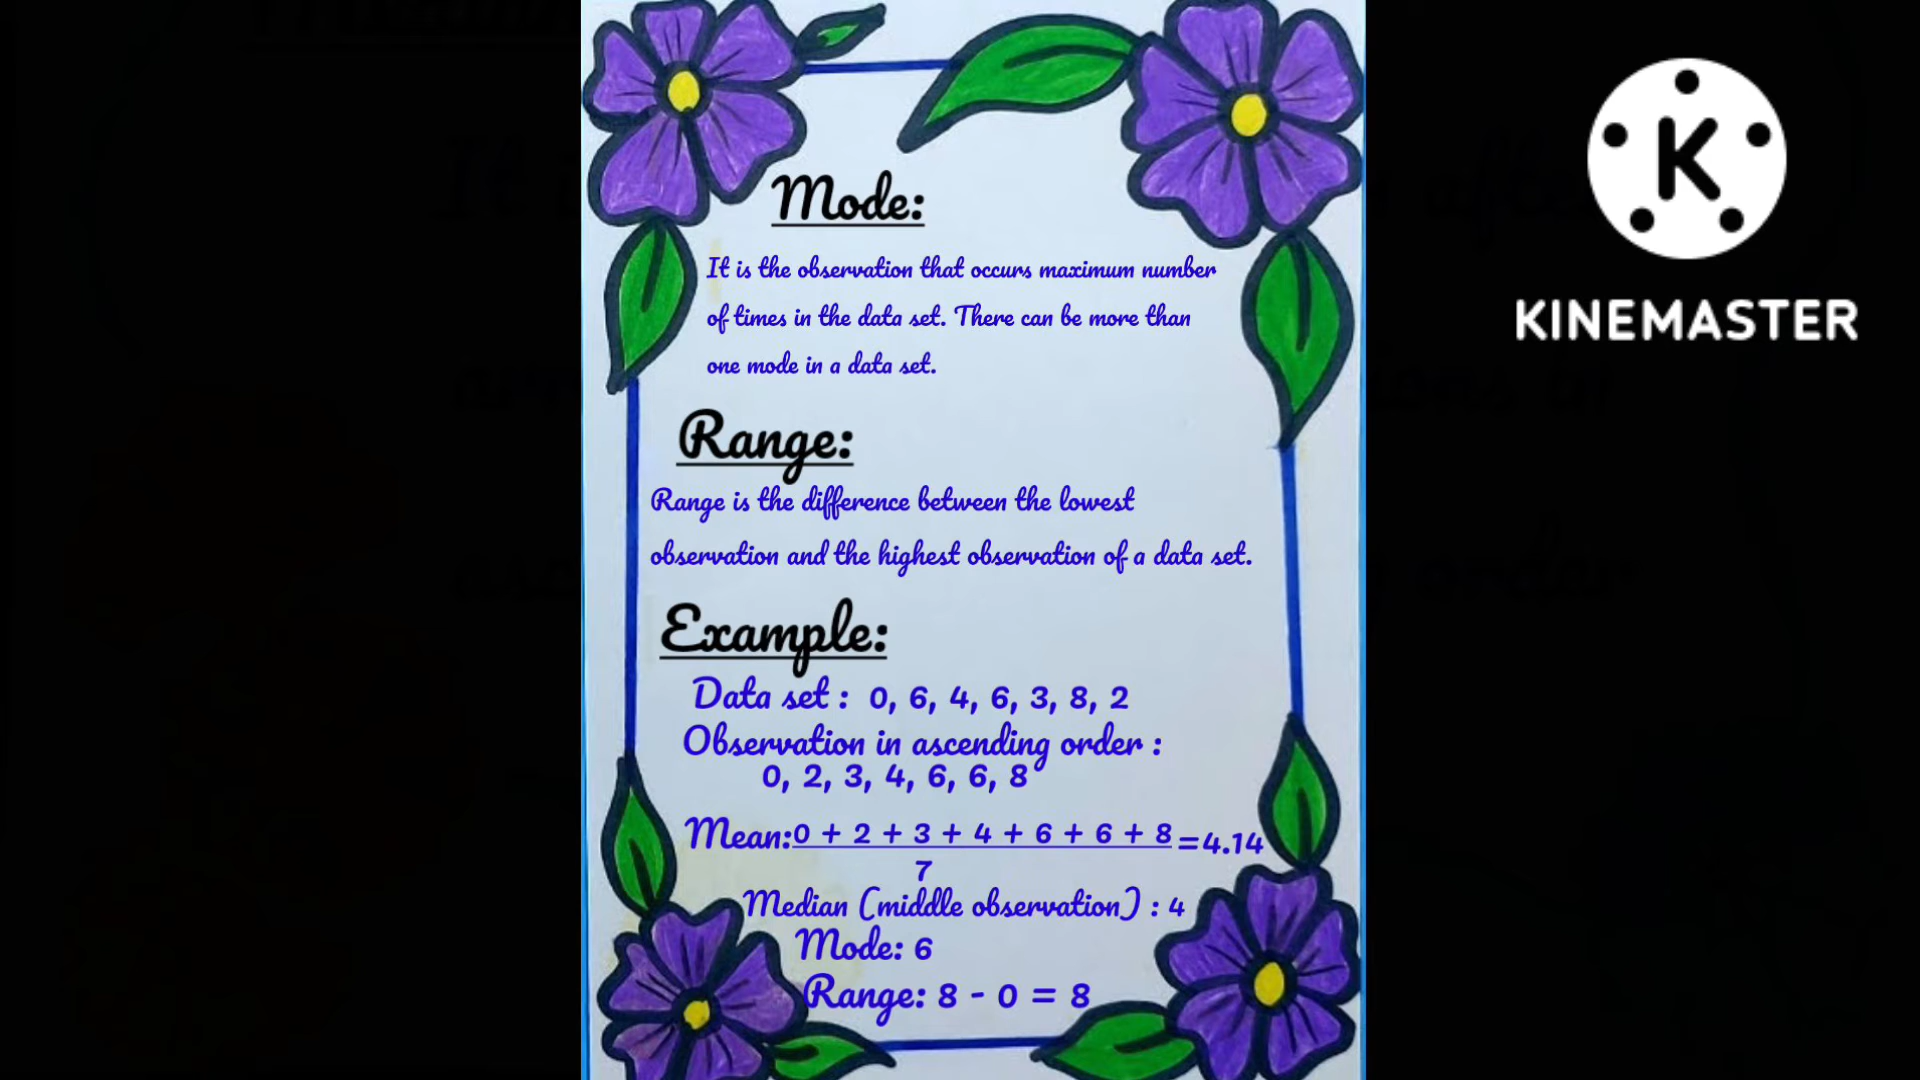 Mode:
It is the observation that occurs maximum number
of times in the data set. There can be more than
one mode in a data set.
Range:
Range is the difference between the lowest
observation and the highest observation of a data set.
Example:
Data set : 0, 6, 4, 6, 3, 8, 2
Observation in ascending order :
0, 2, 3, 4, 6, 6, 8
Mean: 0 + 2 + 3 + 4 + 6 + 6 + 8 =4.14
7
Median (middle observation) : 4
Mode: 6
Range: 8 - 0 = 8
K
KINEMASTER